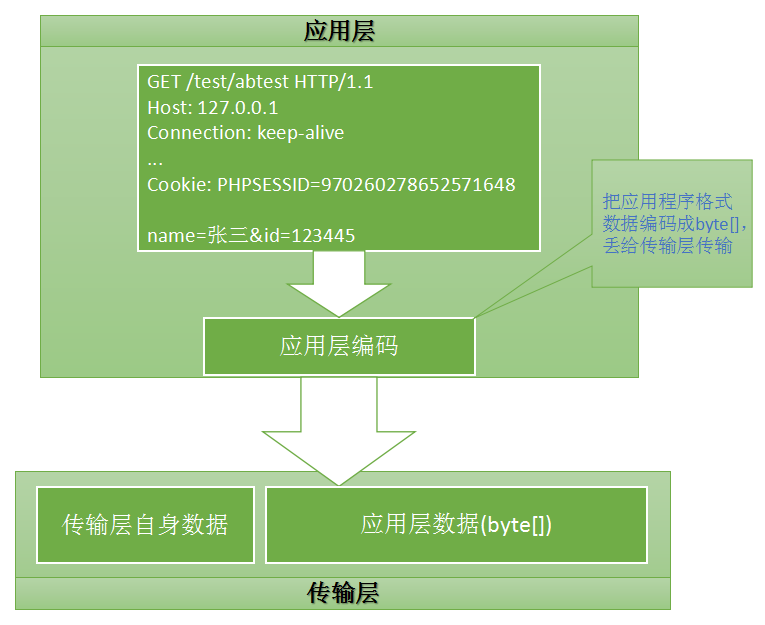 应用层
GET /test/abtest HTTP/1.1
Host: 127.0.0.1
Connection: keep-alive
...
Cookie: PHPSESSID=970260278652571648
name=张三&id=123445
把应用程序格式
数据编码成byte[],
丢给传输层传输
应用层编码
传输层自身数据
应用层数据(byte[])
传输层